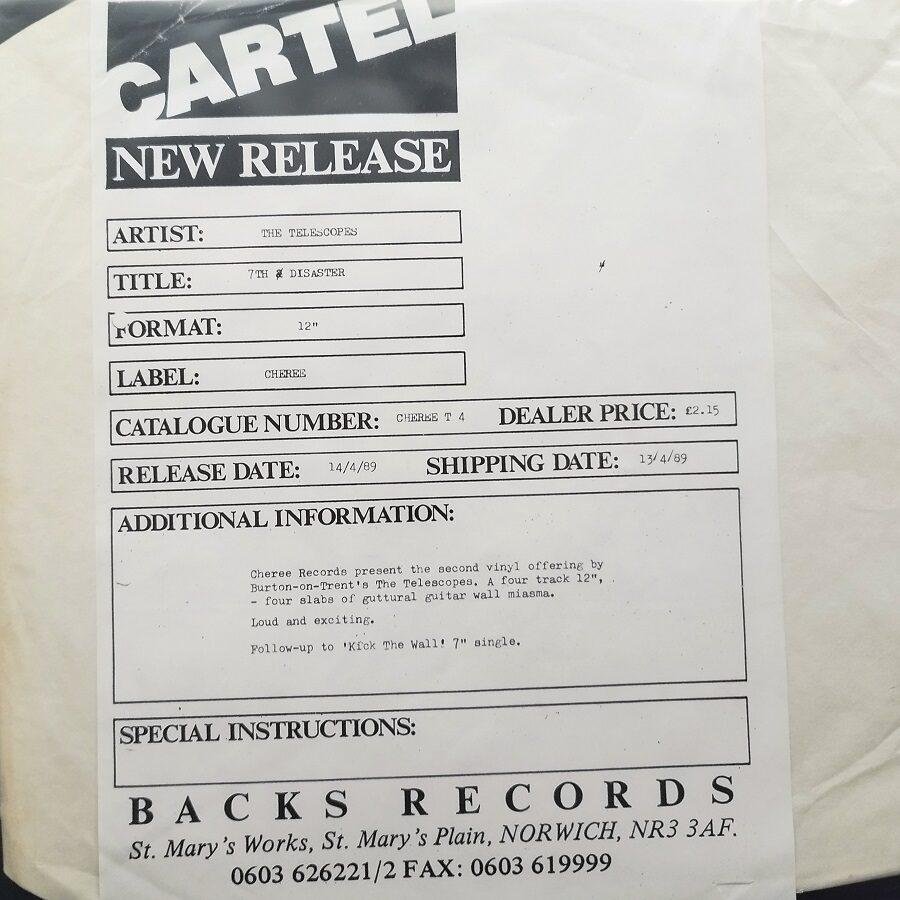 CARTEL
NEW RELEASE
ARTIST: THE TELESCOPES
TITLE: 7TH # DISASTER
FORMAT: 12"
LABEL: CHEREE
CATALOGUE NUMBER: CHEREE T 4 DEALER PRICE: £2.15
RELEASE DATE: 14/4/89 SHIPPING DATE: 13/4/89
ADDITIONAL INFORMATION:
Cheree Records present the second vinyl offering by
Burton-on-Trent's The Telescopes. A four track 12",
- four slabs of guttural guitar wall miasma.
Loud and exciting.
Follow-up to 'Kick The Wall' 7" single.
SPECIAL INSTRUCTIONS:
BACKS RECORDS
St. Mary's Works, St. Mary's Plain, NORWICH, NR3 3AF.
0603 626221/2 FAX: 0603 619999